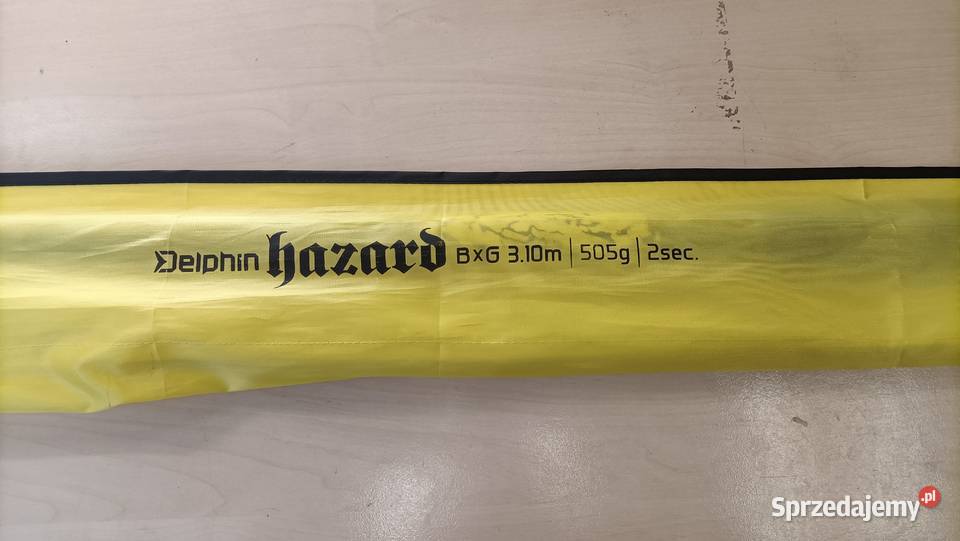 Delphin hazard BxG 3.10m | 505g | 2sec.
Sprzedajemy.pl